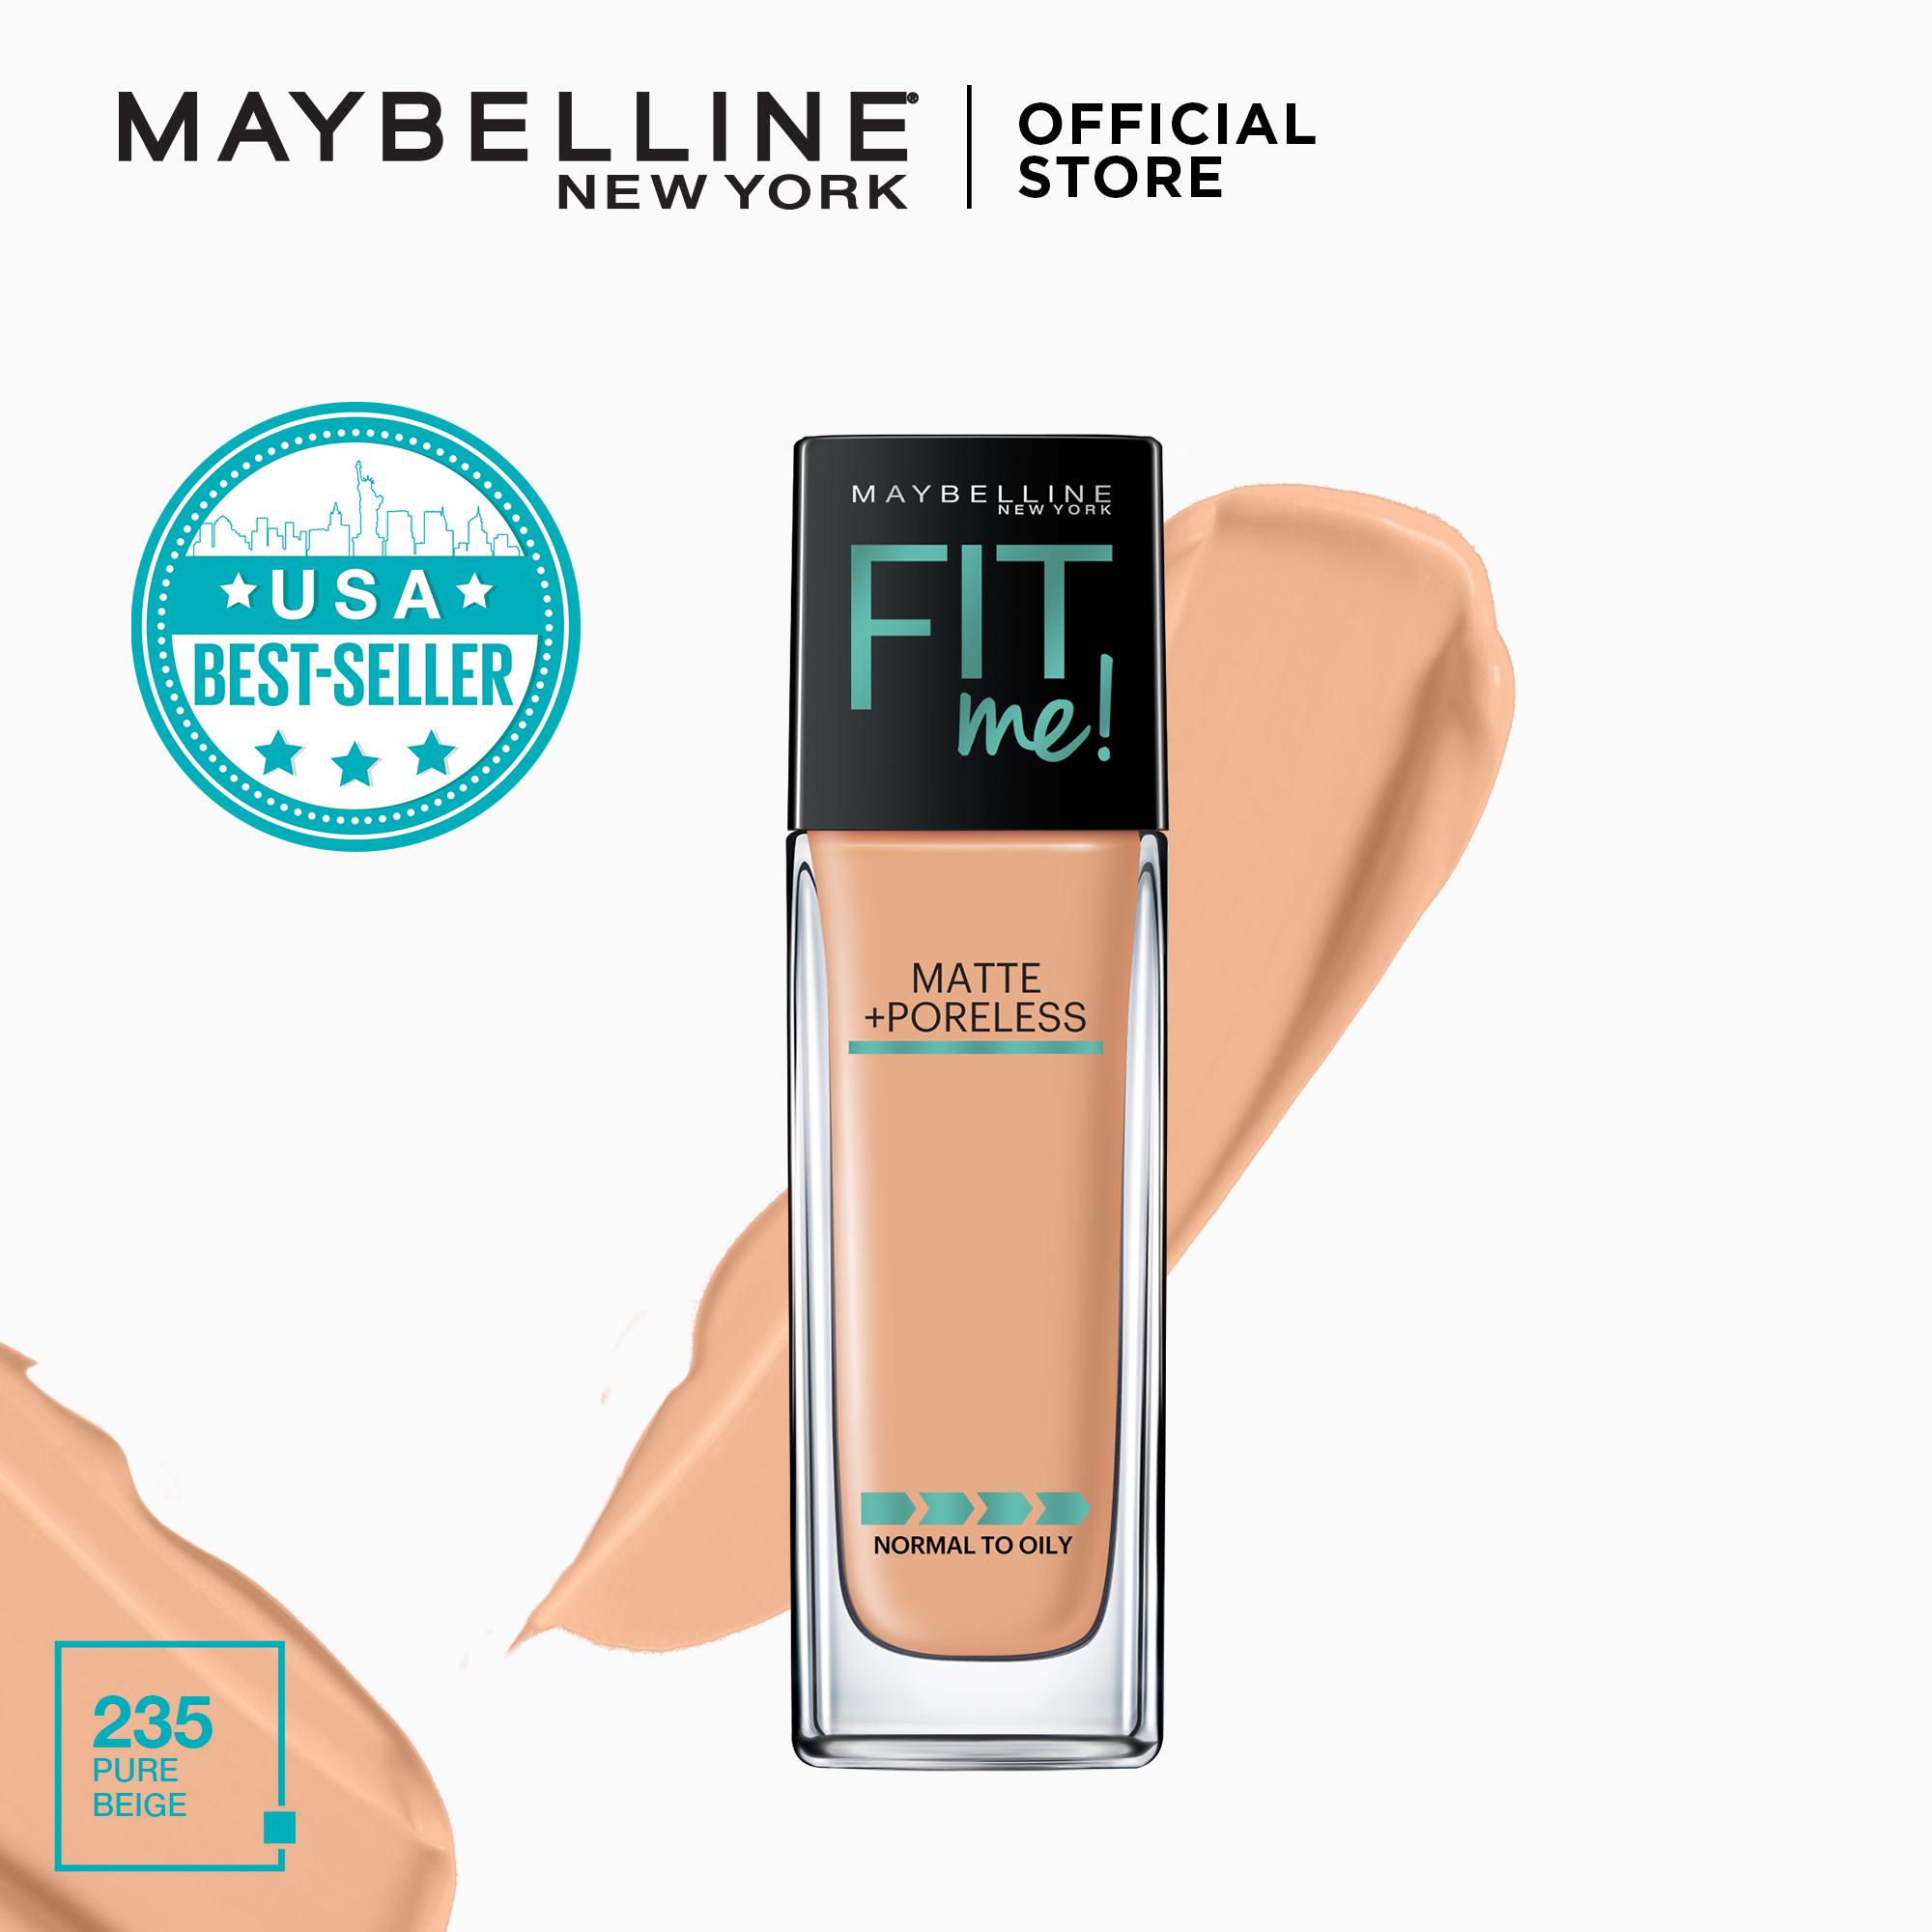 MAYBELLINE®
NEW YORK
OFFICIAL
STORE
USA
BEST-SELLER
MAYBELLINE
NEW YORK
FIT
me!
MATTE
+PORELESS
NORMAL TO OILY
235
PURE
BEIGE